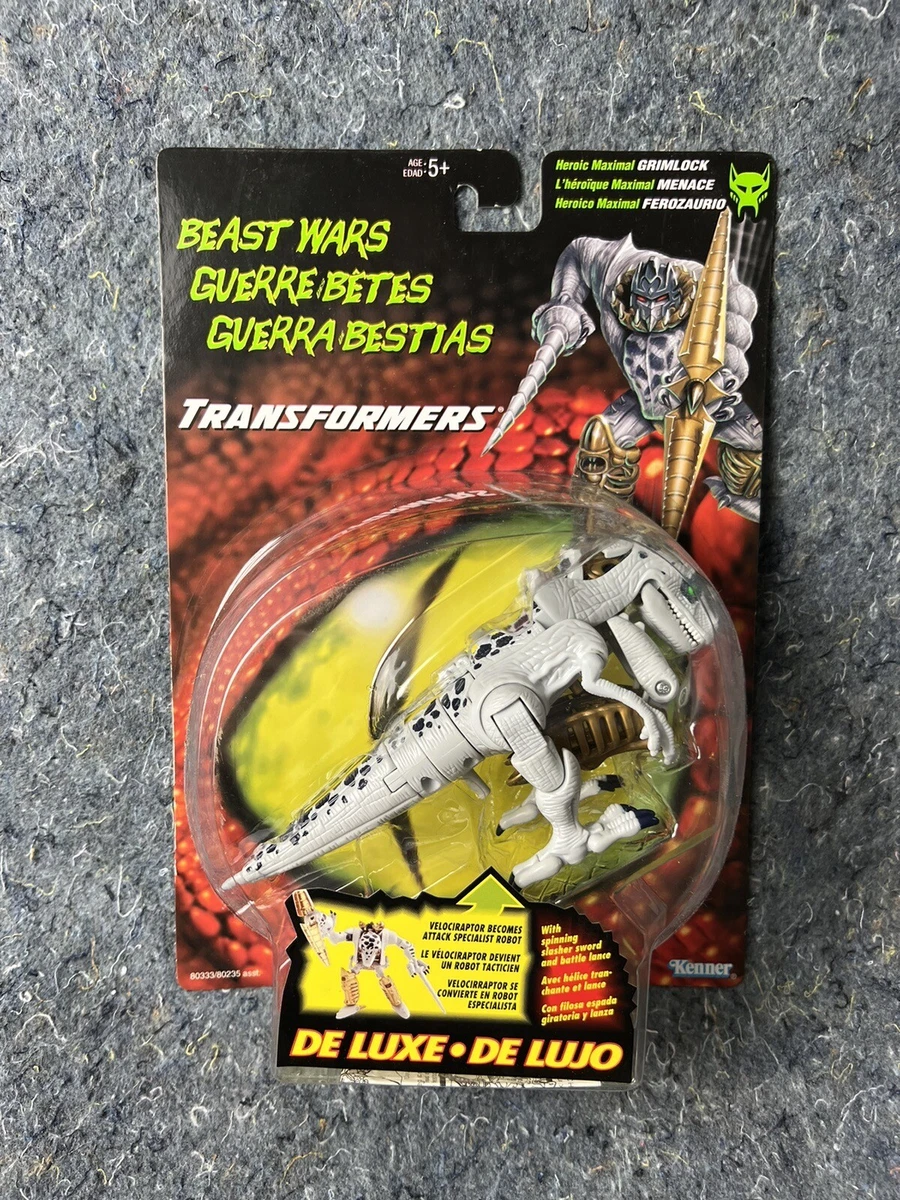 AGE • 5+
EDAD
Heroic Maximal GRIMLOCK
L'héroïque Maximal MENACE
Heroico Maximal FEROZAURIO
BEAST WARS
GUERRE BÊTES
GUERRA BESTIAS
TRANSFORMERS®
VELOCIRAPTOR BECOMES
ATTACK SPECIALIST ROBOT
LE VÉLOCIRAPTOR DEVIENT
UN ROBOT TACTICIEN
VELOCIRRAPTOR SE
CONVIERTE EN ROBOT
ESPECIALISTA
With
spinning
slasher sword
and battle lance
Avec hélice tran-
chante et lance
Con filosa espada
giratoria y lanza
80333/80235 asst.
Kenner®
DE LUXE • DE LUJO